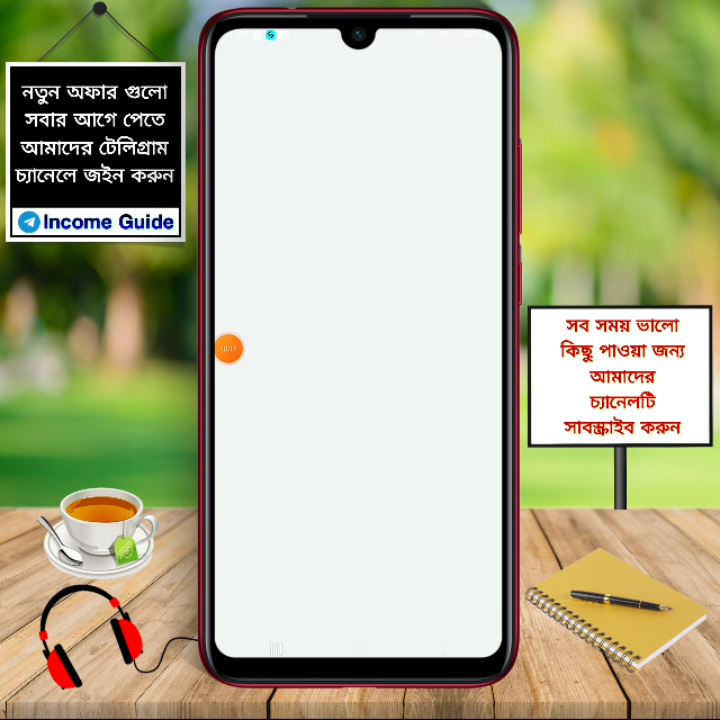 নতুন অফার গুলো
সবার আগে পেতে
আমাদের টেলিগ্রাম
চ্যানেলে জইন করুন
Income Guide
সব সময় ভালো
কিছু পাওয়া জন্য
আমাদের
চ্যানেলটি
সাবস্ক্রাইব করুন